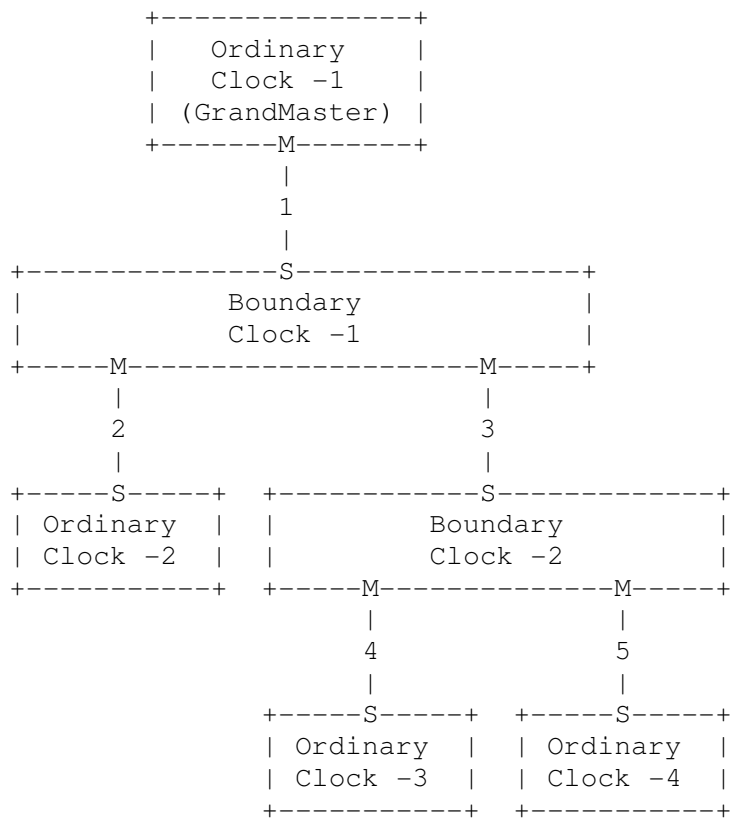 +---------------+
|   Ordinary    |
|   Clock -1    |
| (GrandMaster) |
+-------M-------+
|
1
|
+---------------S-----------------+
|            Boundary             |
|            Clock -1             |
+-----M---------------------M-----+
|                     |
2                     3
|                     |
+-----S-----+  +------------S-------------+
| Ordinary  |  |         Boundary         |
| Clock -2  |  |         Clock -2         |
+-----------+  +-----M--------------M-----+
|              |
4              5
|              |
+-----S-----+  +-----S-----+
| Ordinary  |  | Ordinary  |
| Clock -3  |  | Clock -4  |
+-----------+  +-----------+